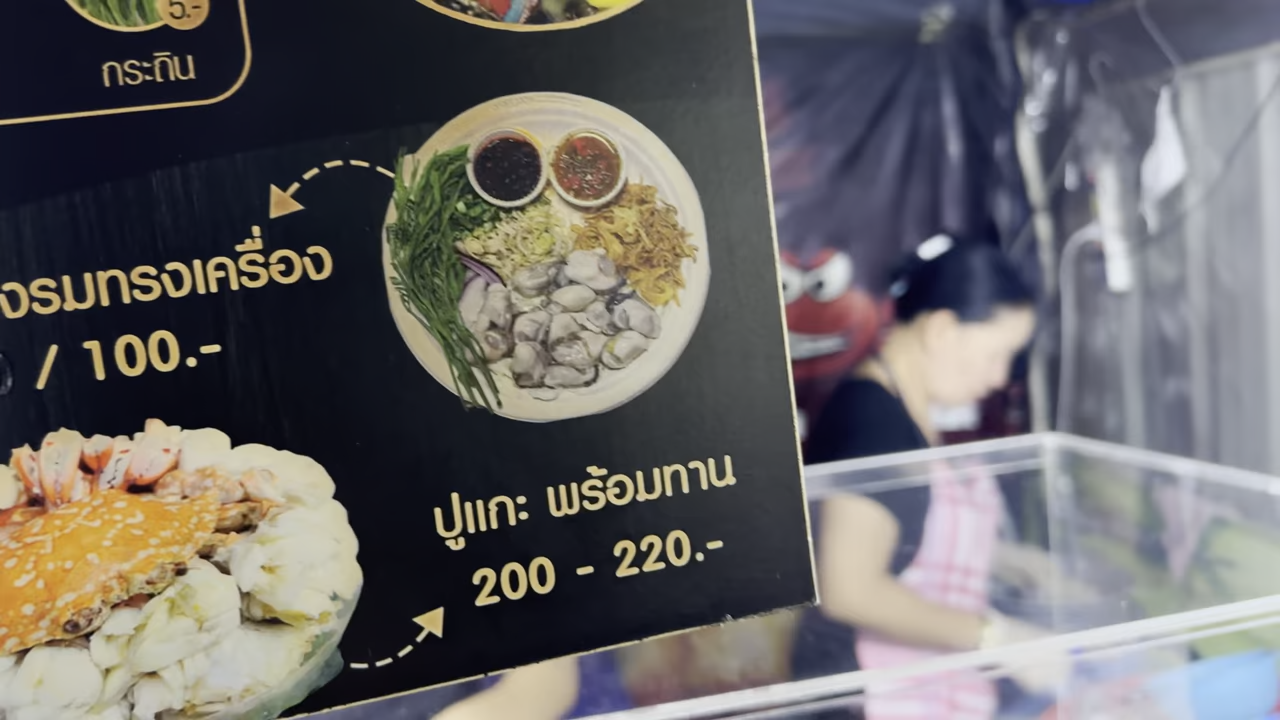 5.-
กระถิน
งรมทรงเครื่อง
/ 100.-
ปูแกะ พร้อมทาน
200 - 220.-